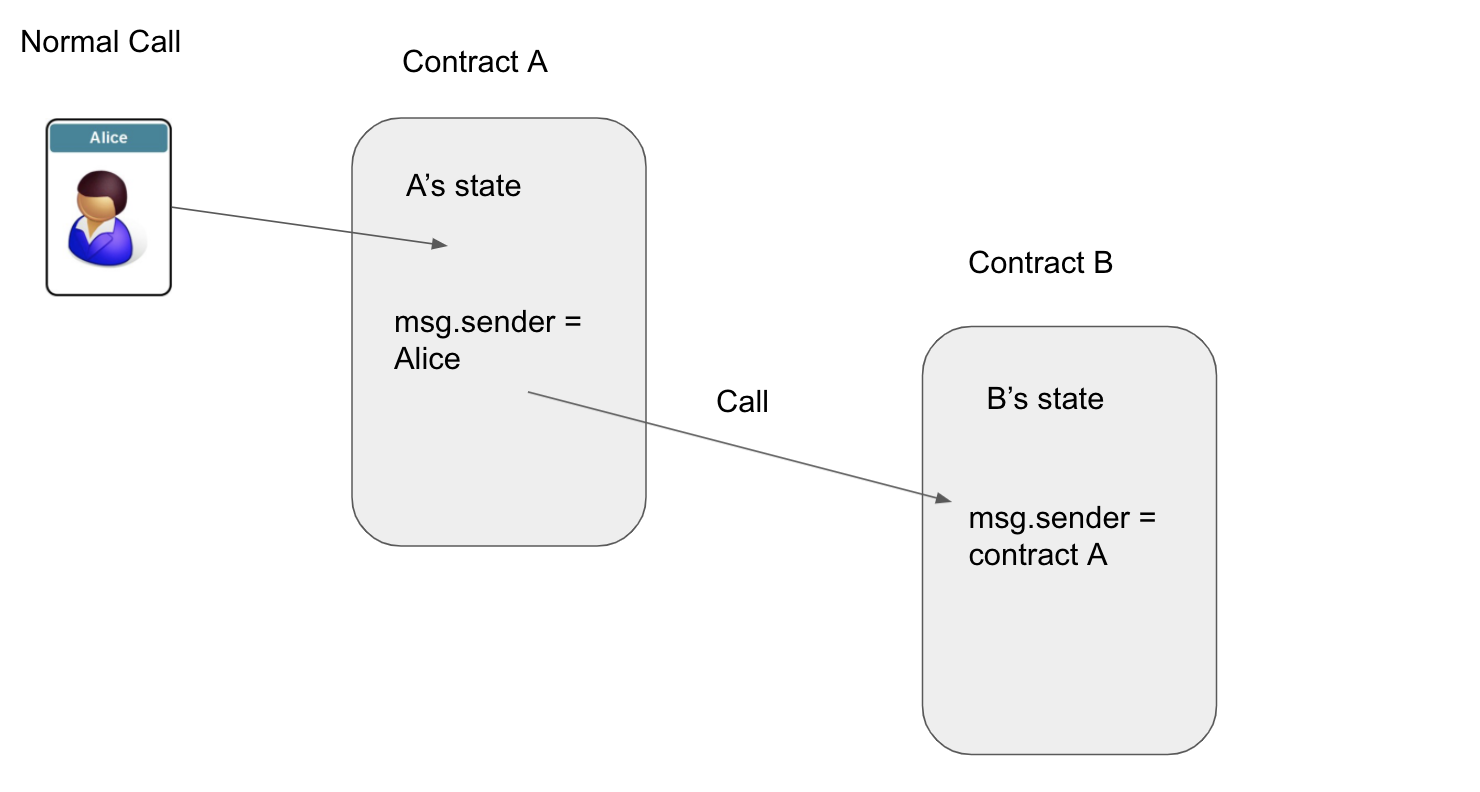 Normal Call
Contract A
Alice
A’s state
msg.sender =
Alice
Call
Contract B
B’s state
msg.sender =
contract A